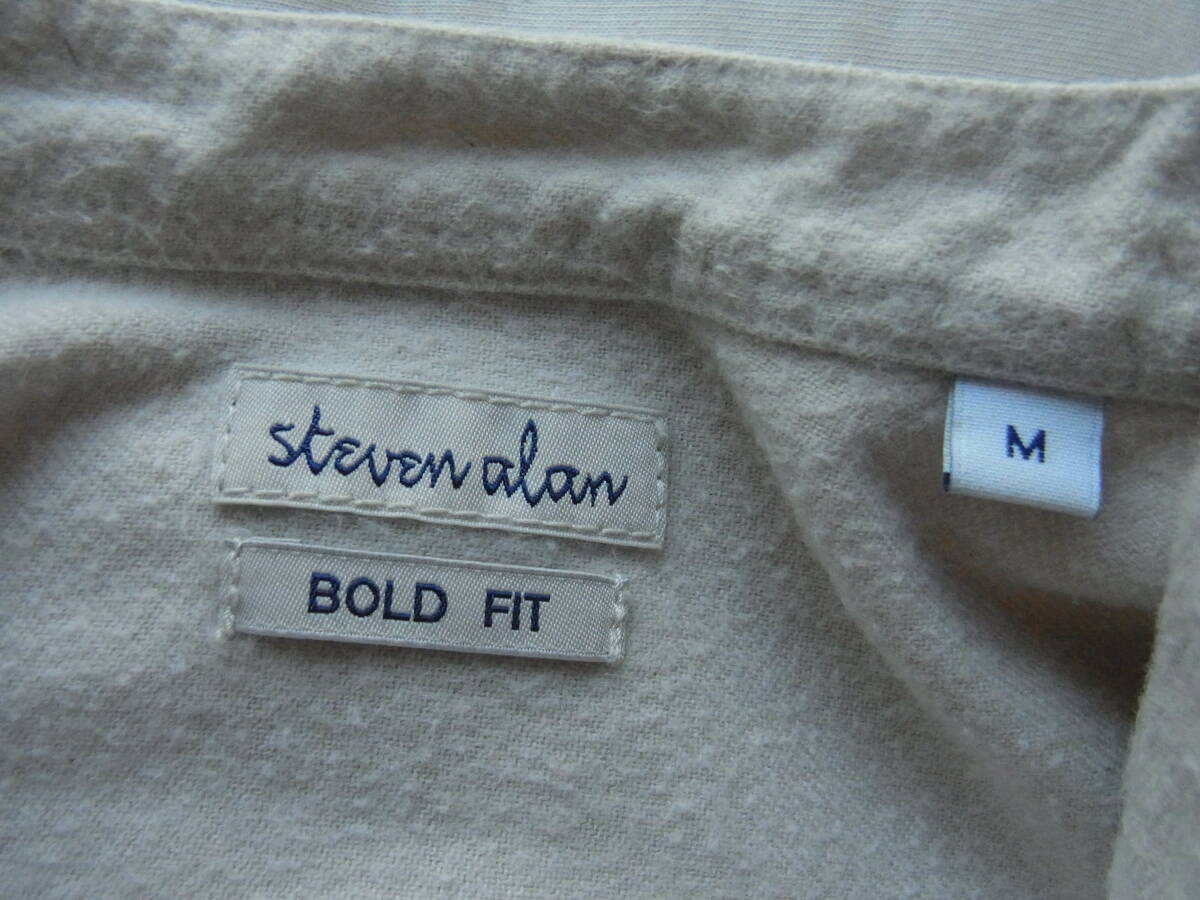 steven alan
BOLD FIT
M